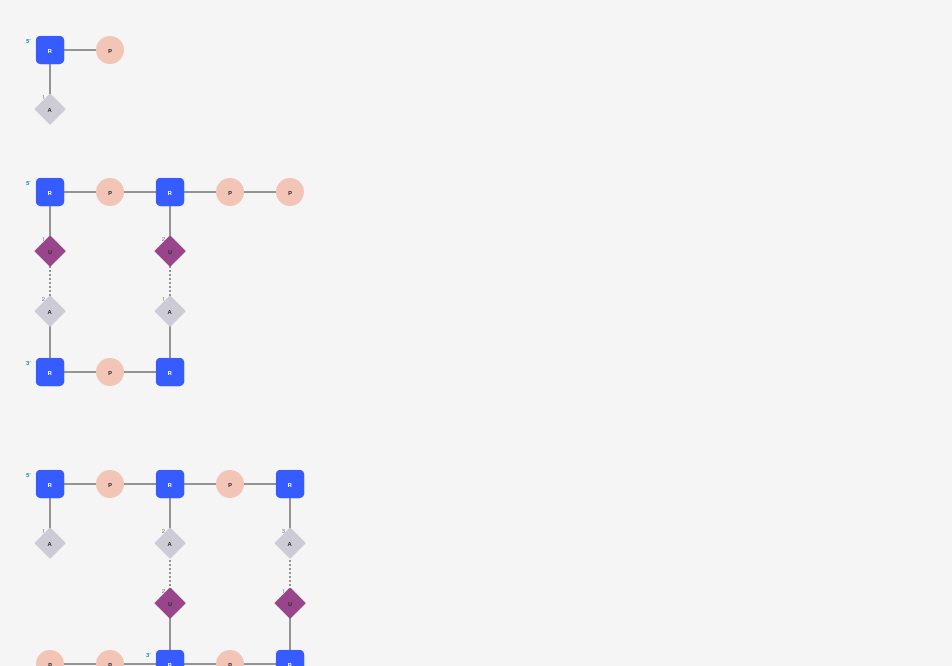 5' R P
1
A
5' R P R P P
1 2
U U
2 1
A A
3' R P R
5' R P R P R
1 2 3
A A A
2 1
U U
P P 3' R P R